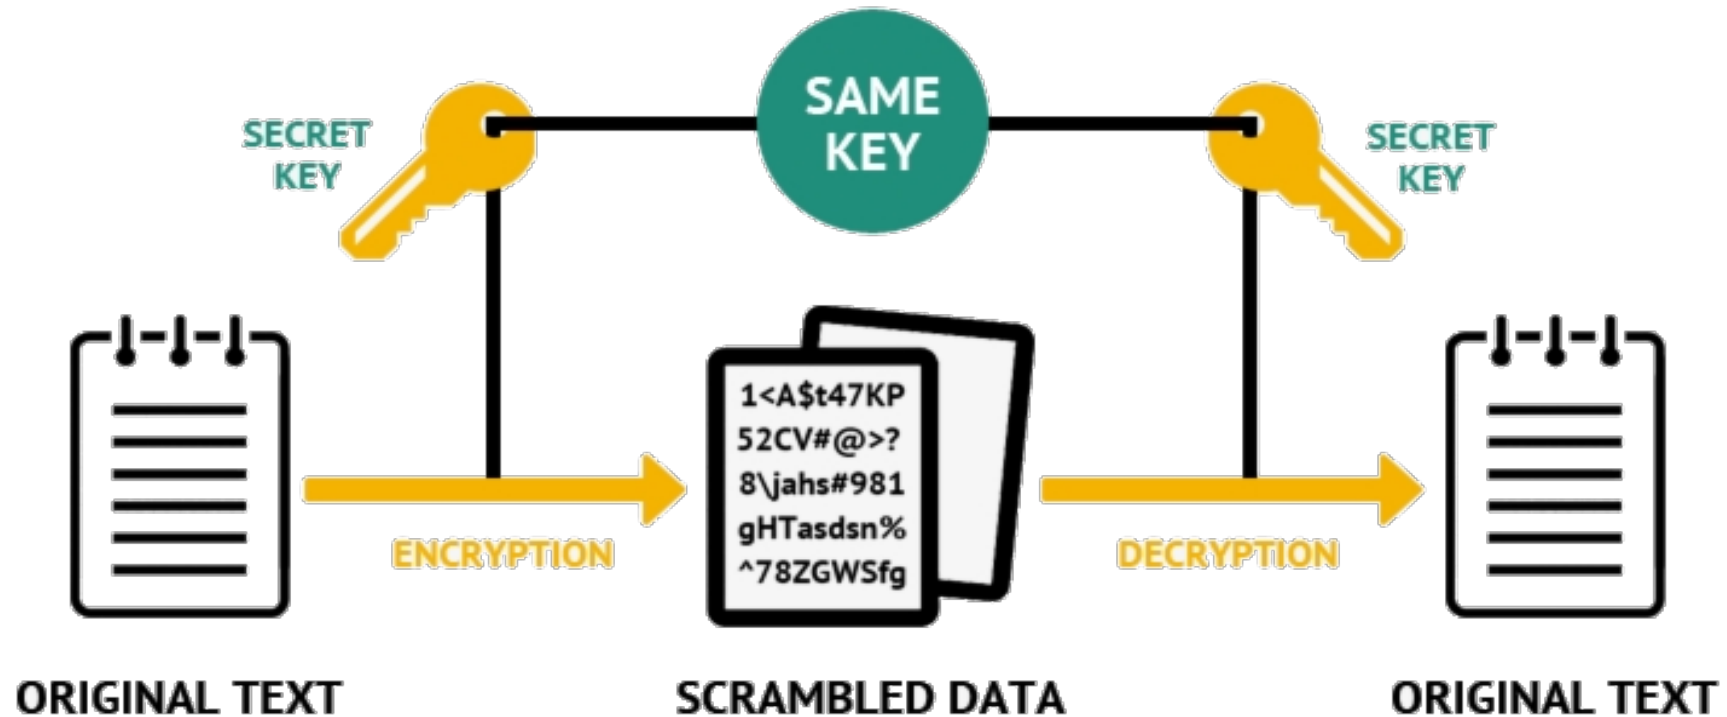 SAME
KEY
SECRET
KEY
SECRET
KEY
1<A$t47KP
52CV#@>?
8\jahs#981
gHTasdsn%
^78ZGWSfg
ENCRYPTION
DECRYPTION
ORIGINAL TEXT
SCRAMBLED DATA
ORIGINAL TEXT